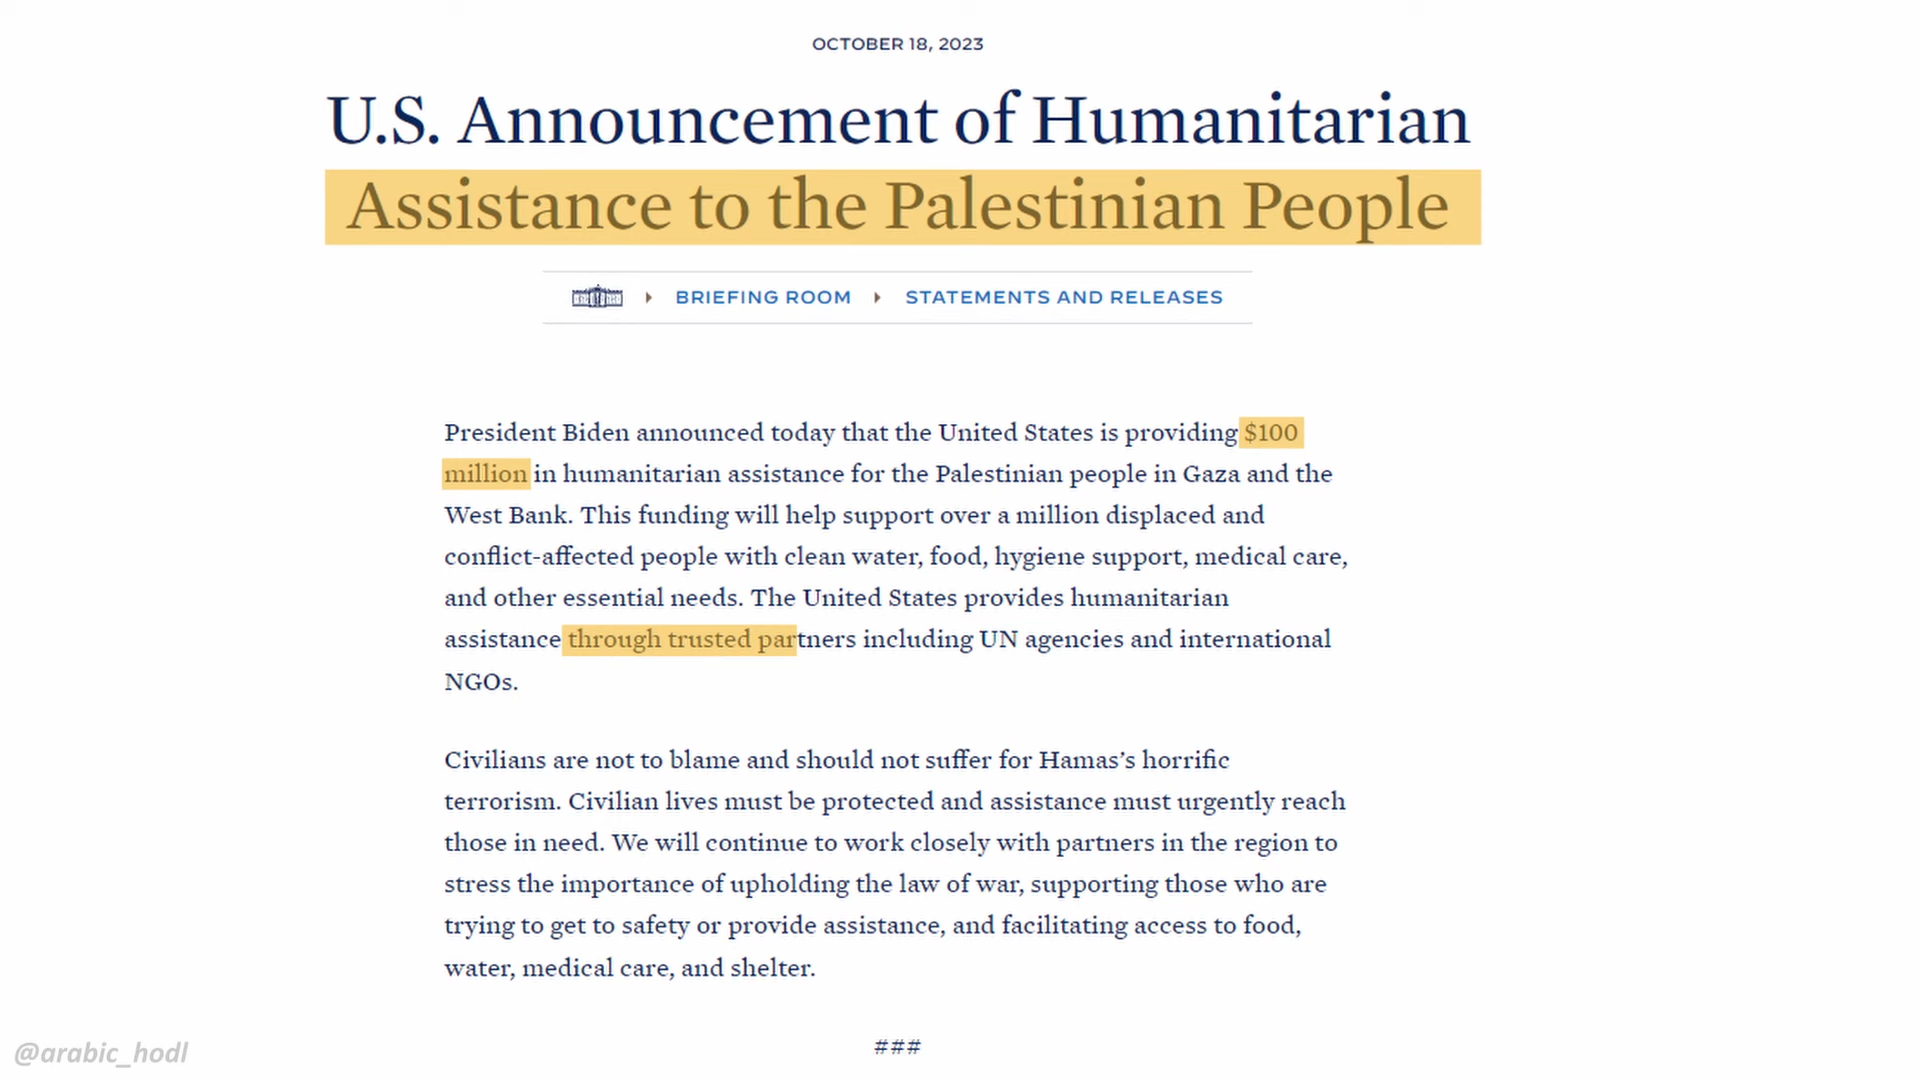 OCTOBER 18, 2023
U.S. Announcement of Humanitarian
Assistance to the Palestinian People
BRIEFING ROOM STATEMENTS AND RELEASES
President Biden announced today that the United States is providing $100
million in humanitarian assistance for the Palestinian people in Gaza and the
West Bank. This funding will help support over a million displaced and
conflict-affected people with clean water, food, hygiene support, medical care,
and other essential needs. The United States provides humanitarian
assistance through trusted partners including UN agencies and international
NGOs.
Civilians are not to blame and should not suffer for Hamas’s horrific
terrorism. Civilian lives must be protected and assistance must urgently reach
those in need. We will continue to work closely with partners in the region to
stress the importance of upholding the law of war, supporting those who are
trying to get to safety or provide assistance, and facilitating access to food,
water, medical care, and shelter.
###
@arabic_hodl